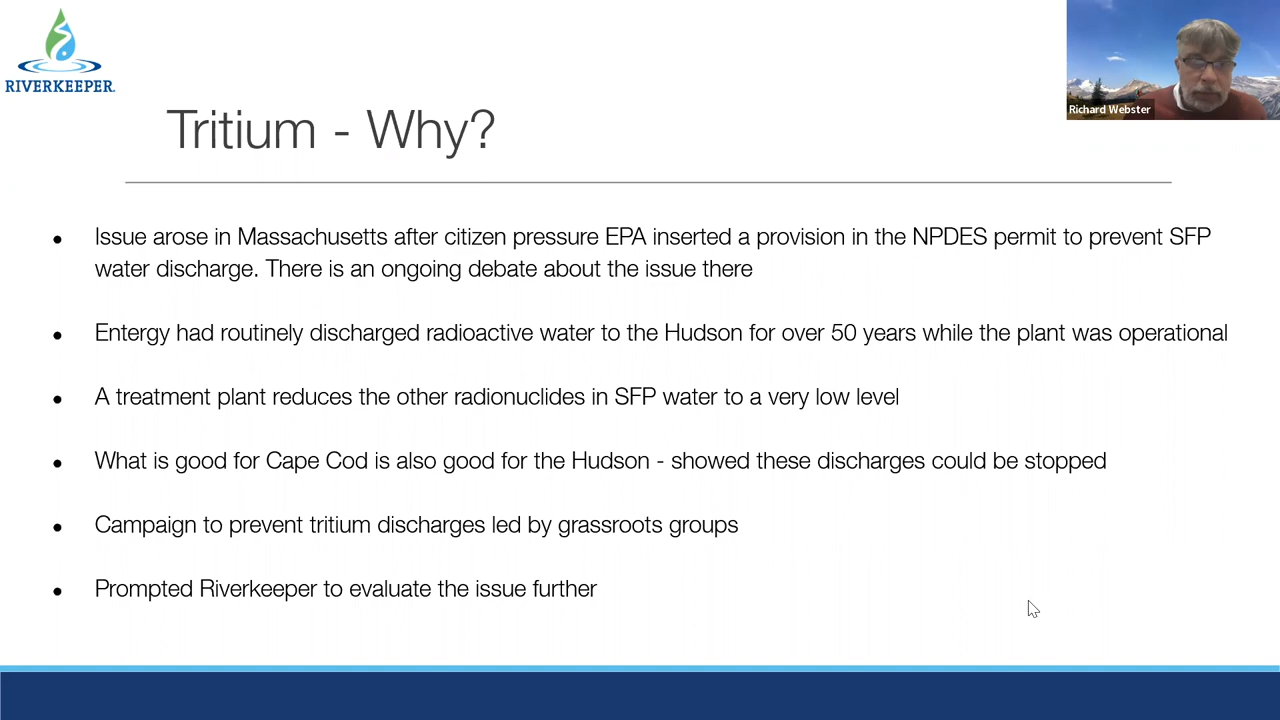 RIVERKEEPER.
Richard Webster
Tritium - Why?
• Issue arose in Massachusetts after citizen pressure EPA inserted a provision in the NPDES permit to prevent SFP
water discharge. There is an ongoing debate about the issue there
• Entergy had routinely discharged radioactive water to the Hudson for over 50 years while the plant was operational
• A treatment plant reduces the other radionuclides in SFP water to a very low level
• What is good for Cape Cod is also good for the Hudson - showed these discharges could be stopped
• Campaign to prevent tritium discharges led by grassroots groups
• Prompted Riverkeeper to evaluate the issue further